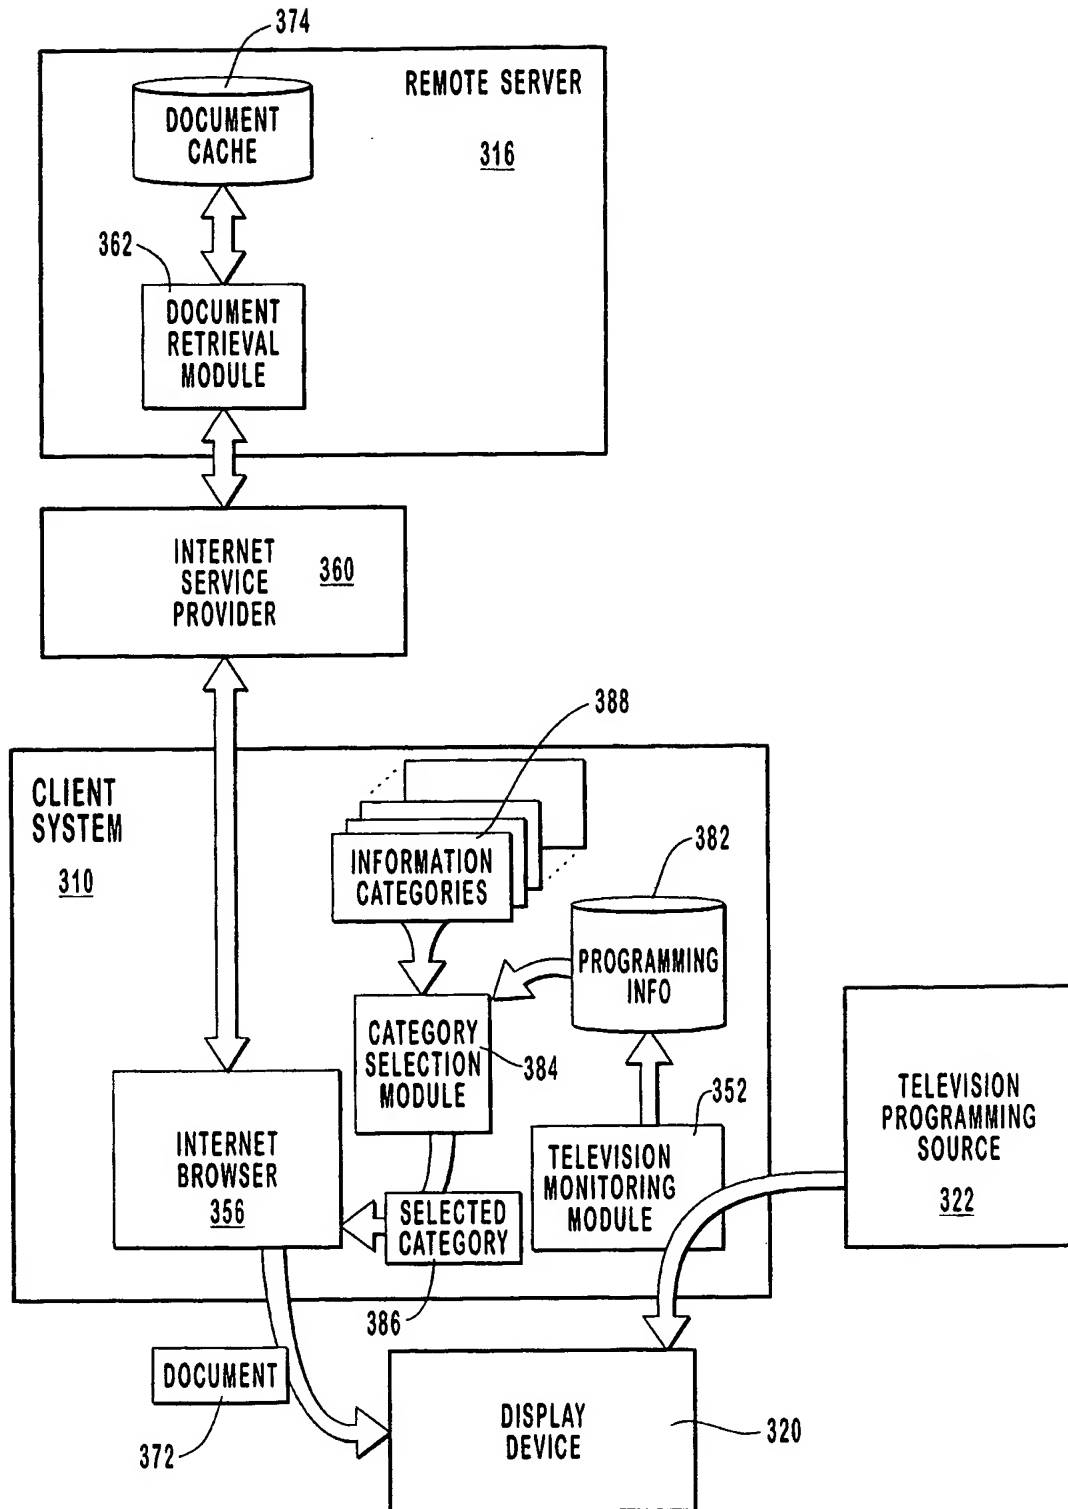 374
REMOTE SERVER
316
DOCUMENT
CACHE
362
DOCUMENT
RETRIEVAL
MODULE
INTERNET
SERVICE
PROVIDER
360
388
CLIENT
SYSTEM
310
INFORMATION
CATEGORIES
382
PROGRAMMING
INFO
CATEGORY
SELECTION
MODULE
384
352
TELEVISION
PROGRAMMING
SOURCE
322
INTERNET
BROWSER
356
TELEVISION
MONITORING
MODULE
SELECTED
CATEGORY
386
DOCUMENT
372
DISPLAY
DEVICE
320